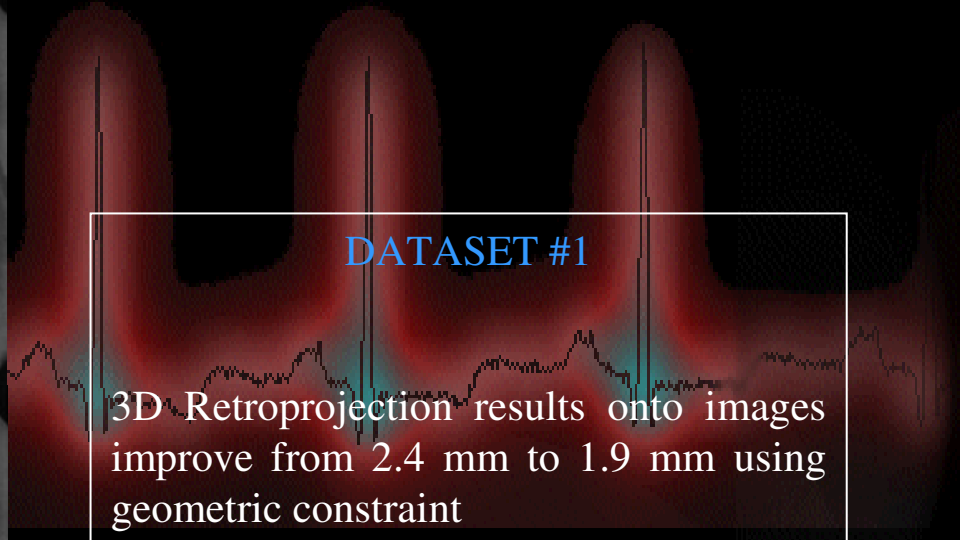 DATASET #1
3D Retroprojection results onto images
improve from 2.4 mm to 1.9 mm using
geometric constraint